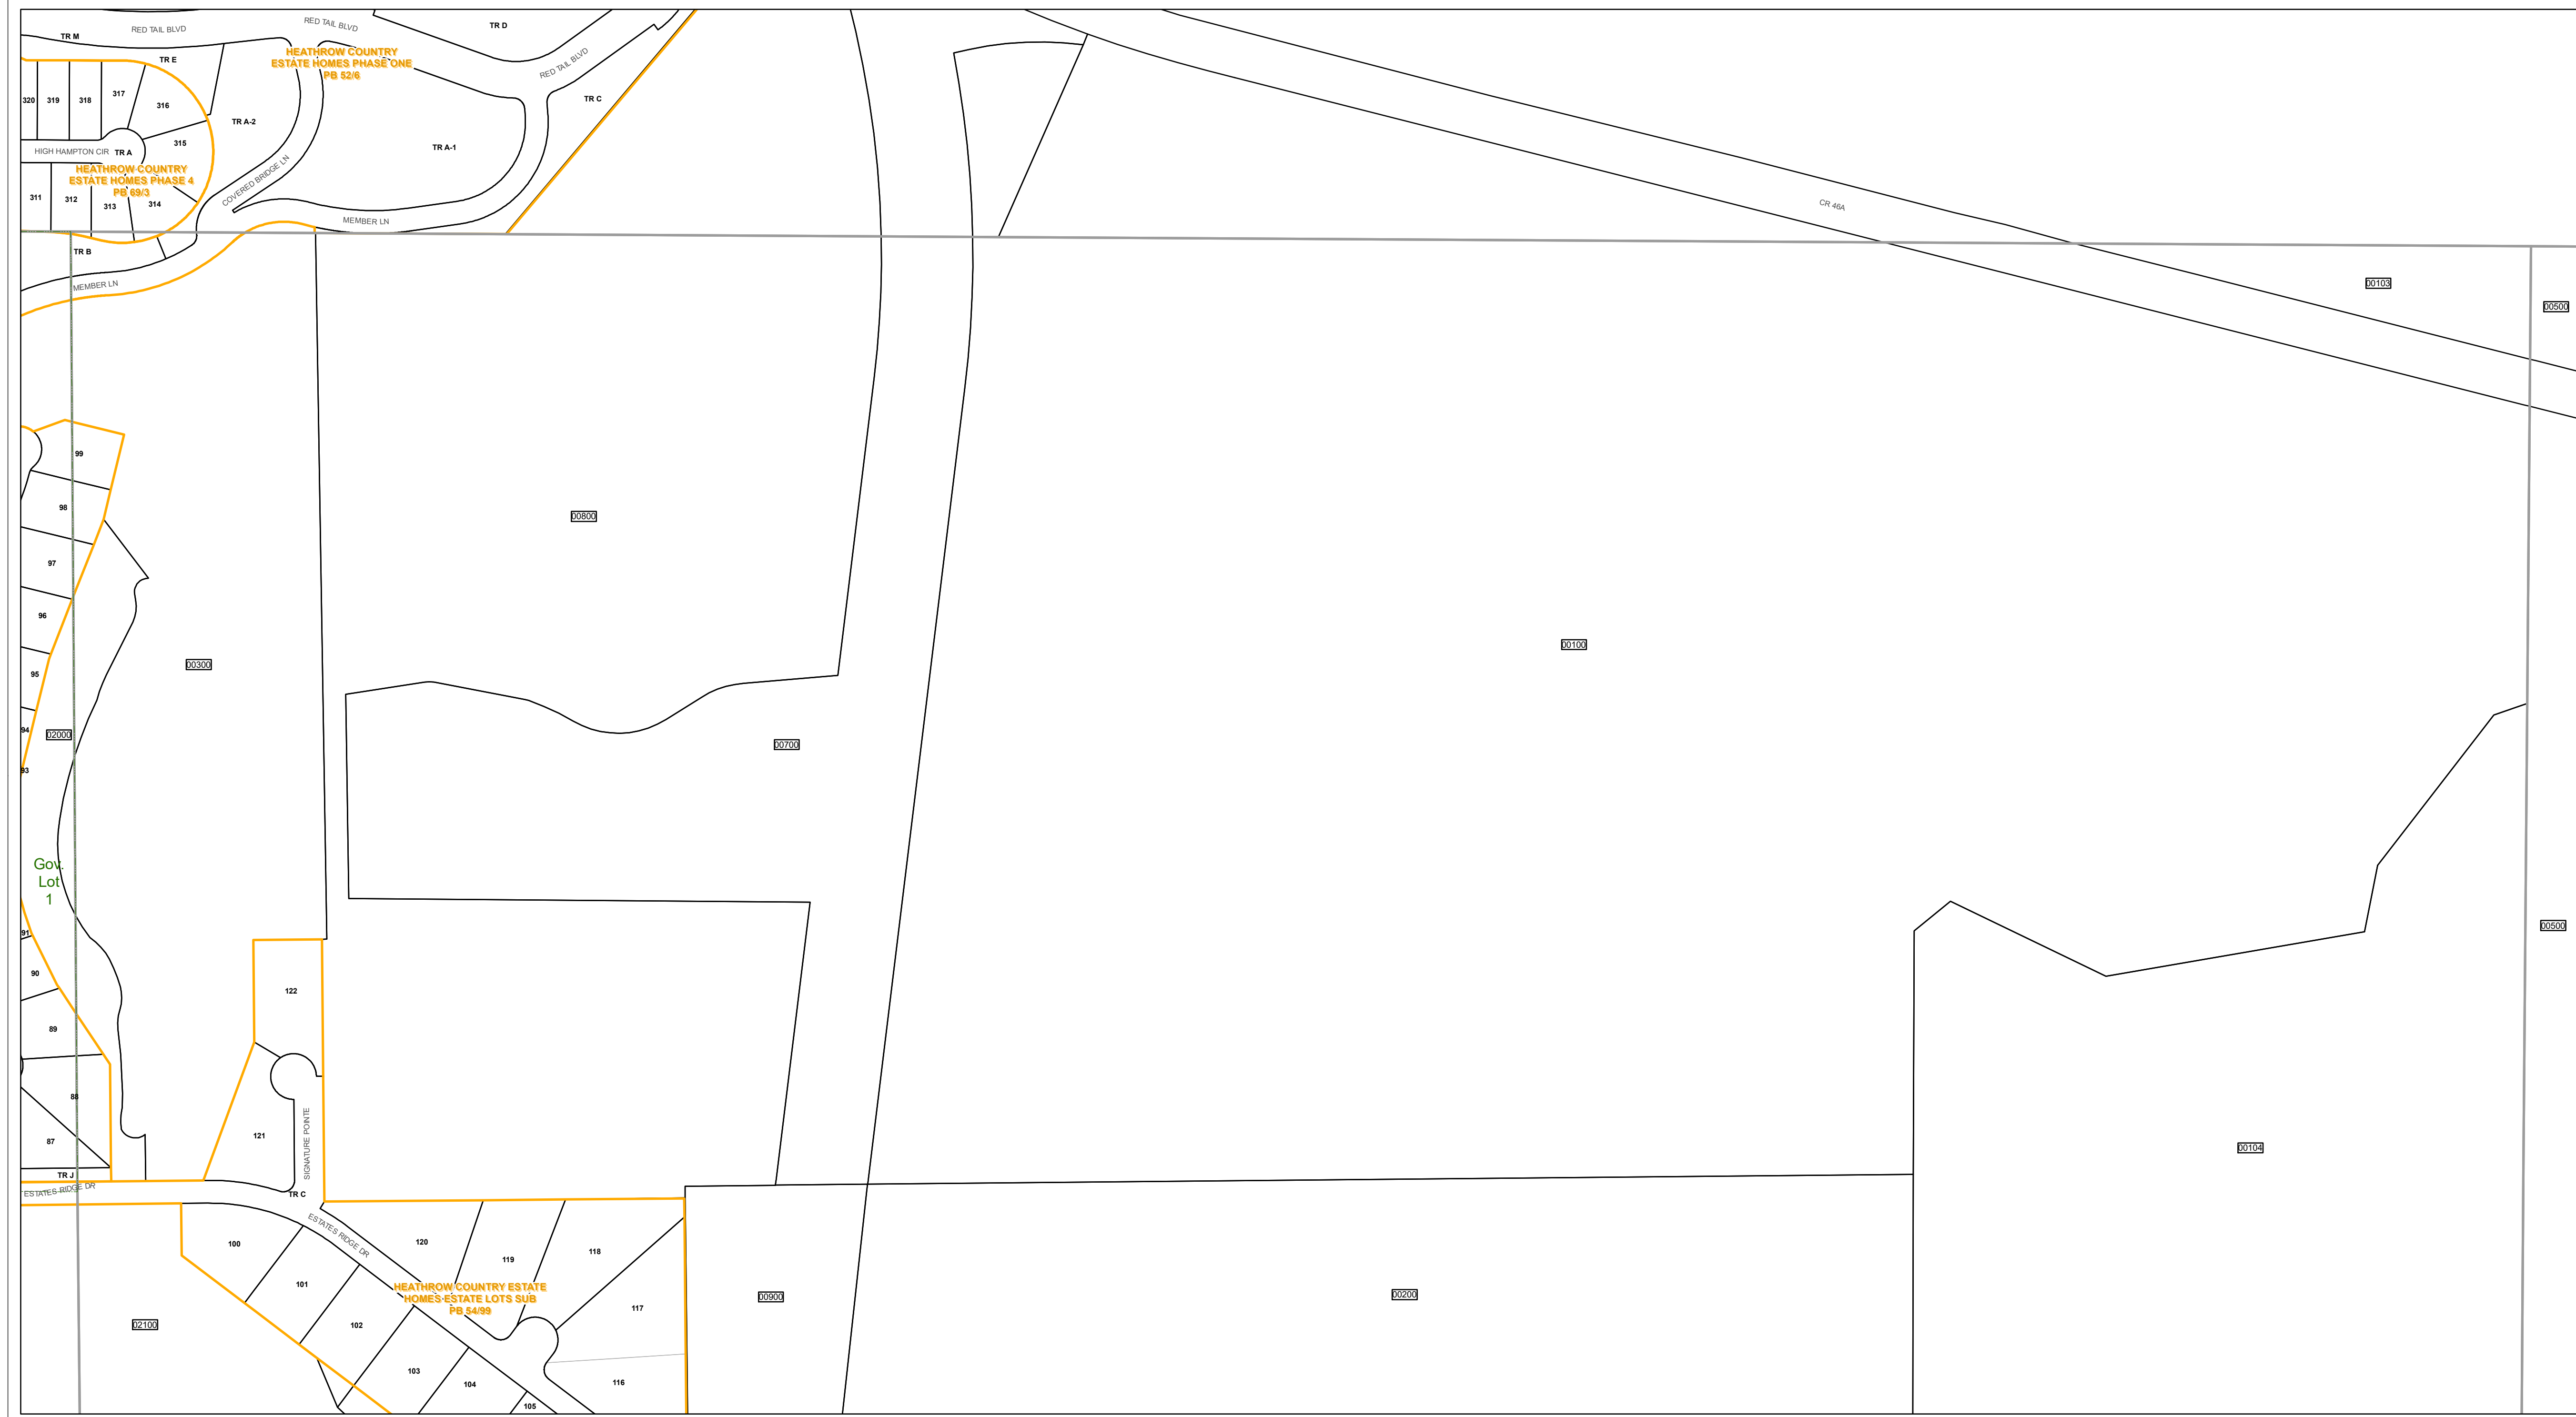 RED TAIL BLVD
TR D
RED TAIL BLVD
TR M
HEATHROW COUNTRY
ESTATE HOMES PHASE ONE
PB 52/6
TR E
RED TAIL BLVD
320
319
318
317
316
TR C
TR A-2
315
TR A-1
HIGH HAMPTON CIR
TR A
HEATHROW COUNTRY
ESTATE HOMES PHASE 4
PB 69/3
COVERED BRIDGE LN
311
312
313
314
CR 46A
MEMBER LN
TR B
MEMBER LN
00103
00500
99
98
00800
97
96
00100
00300
95
94
02000
00700
93
Gov.
Lot
1
91
00500
90
122
89
88
121
SIGNATURE POINTE
87
00104
TR J
ESTATES RIDGE DR
TR C
ESTATES RIDGE DR
100
120
118
119
101
HEATHROW COUNTRY ESTATE
HOMES ESTATE LOTS SUB
PB 54/99
00900
00200
117
02100
102
103
104
116
105